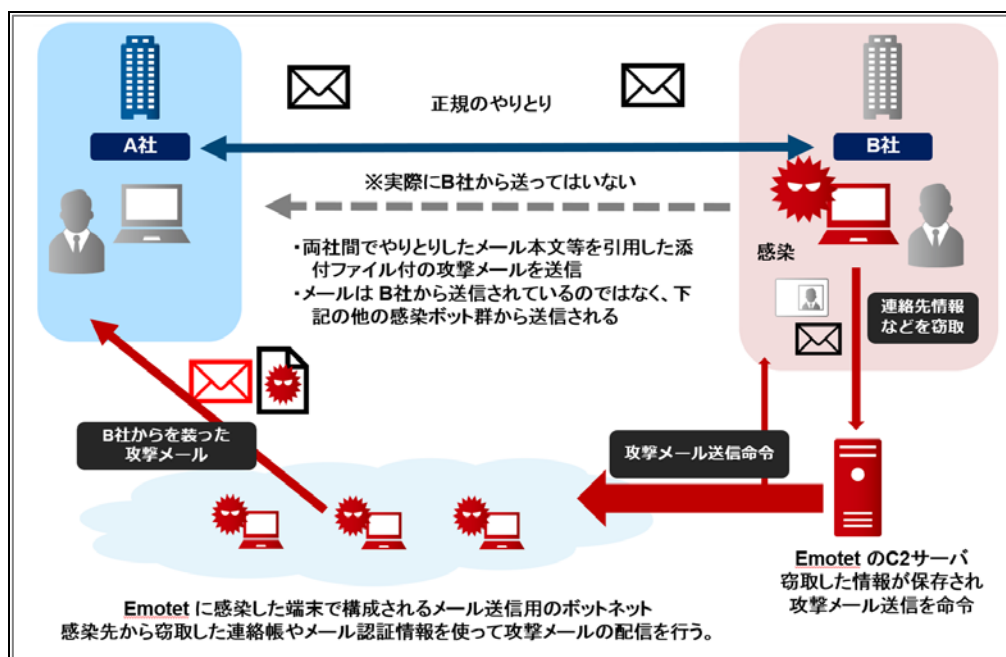 正規のやりとり
A社
B社
※実際にB社から送ってはいない
・両社間でやりとりしたメール本文等を引用した添
付ファイル付の攻撃メールを送信
・メールは B社から送信されているのではなく、下
記の他の感染ボット群から送信される
感染
連絡先情報
などを窃取
B社からを装った
攻撃メール
攻撃メール送信命令
Emotet のC2サーバ
窃取した情報が保存され
攻撃メール送信を命令
Emotet に感染した端末で構成されるメール送信用のボットネット
感染先から窃取した連絡帳やメール認証情報を使って攻撃メールの配信を行う。